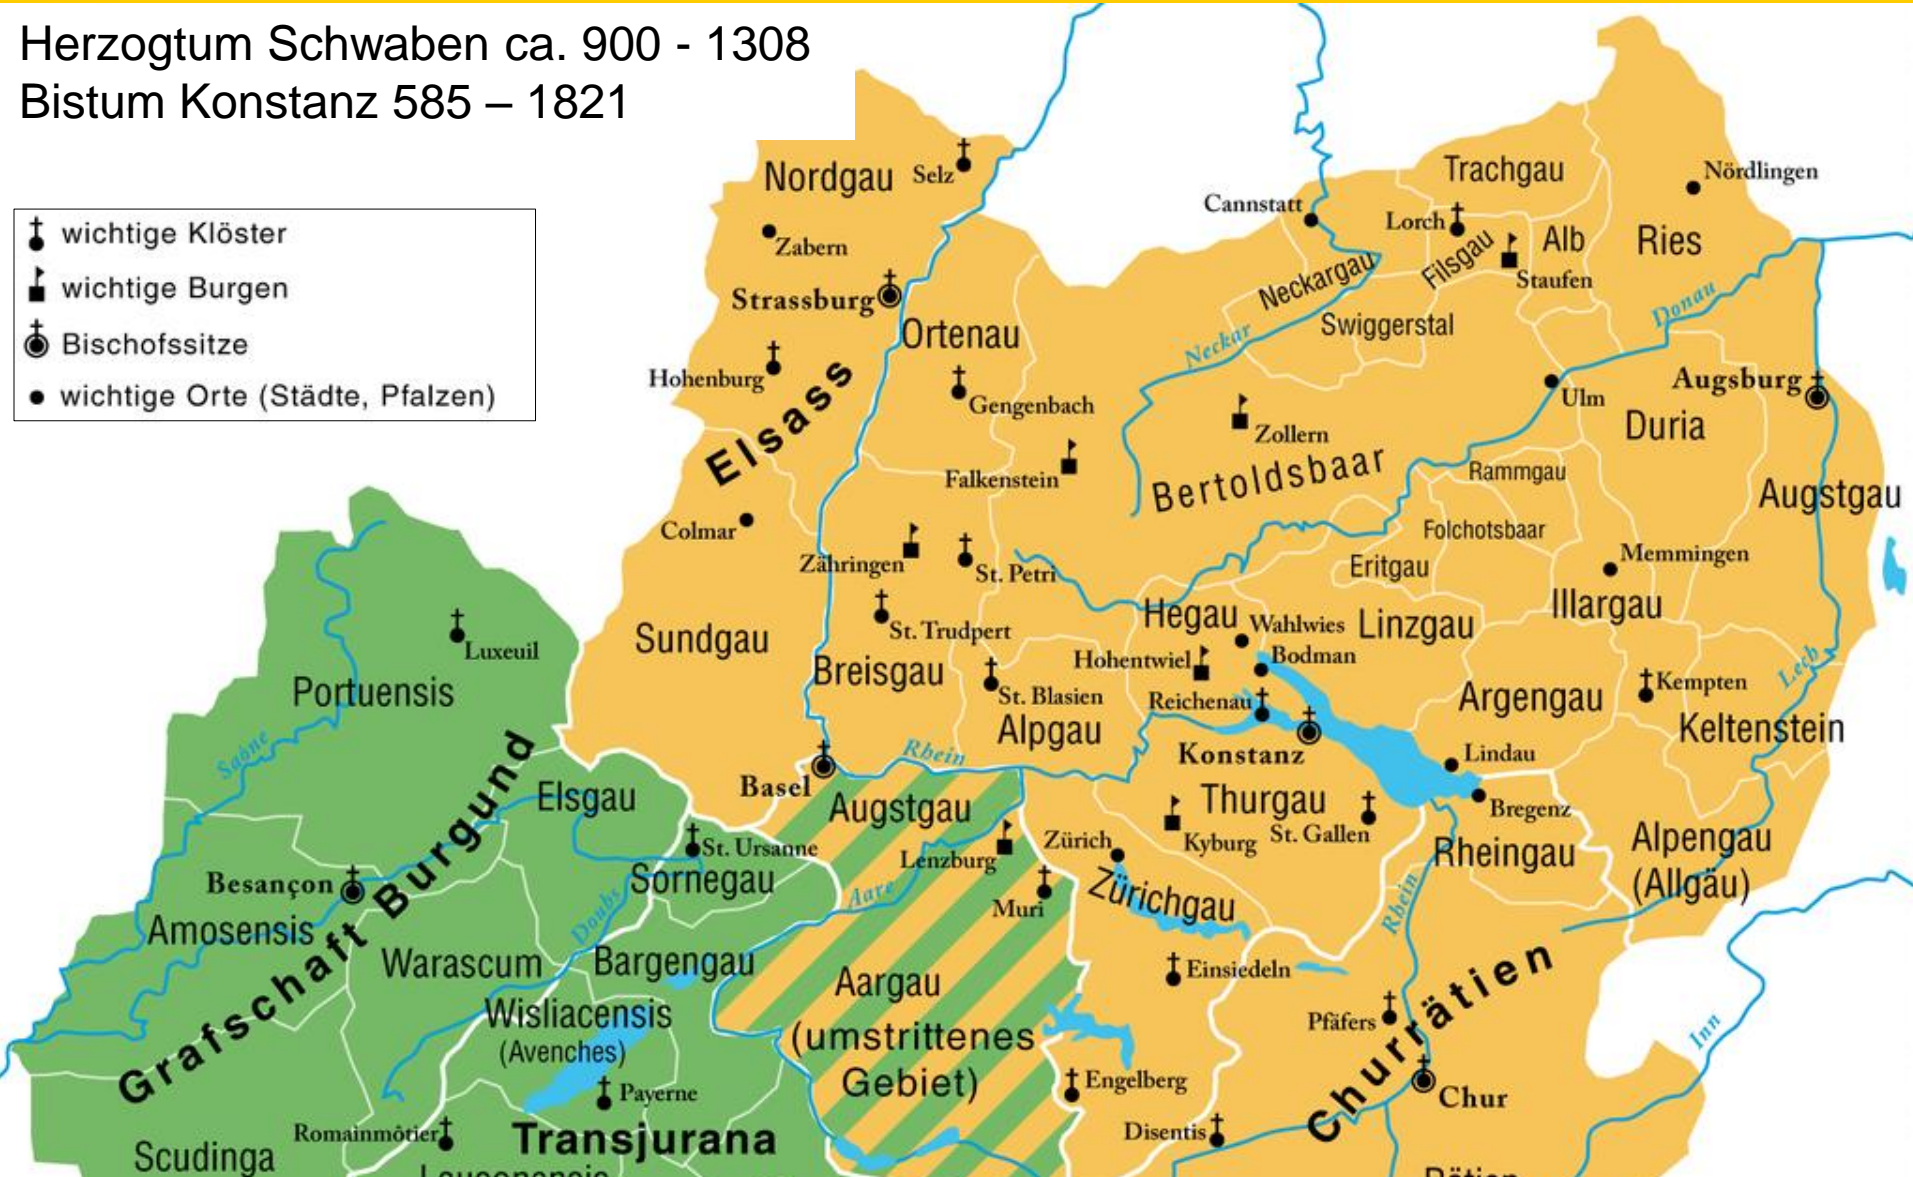 Herzogtum Schwaben ca. 900 - 1308
Bistum Konstanz 585 – 1821
wichtige Klöster
wichtige Burgen
Bischofssitze
wichtige Orte (Städte, Pfalzen)
Nordgau
Selz
Zabern
Strassburg
Ortenau
Hohenburg
Elsass
Gengenbach
Falkenstein
Colmar
Zähringen
St. Petri
St. Trudpert
Sundgau
Breisgau
St. Blasien
Alpgau
Basel
Rhein
Cannstatt
Neckargau
Neckar
Trachgau
Lorch
Filsgau
Alb
Staufen
Swiggerstal
Nördlingen
Ries
Donau
Ulm
Augsburg
Duria
Augstgau
Zollern
Bertoldsbaar
Rammgau
Folchotsbaar
Eritgau
Memmingen
Illargau
Hegau
Wahlwies
Linzgau
Hohentwiel
Bodman
Reichenau
Konstanz
Argengau
Kempten
Keltenstein
Lech
Lindau
Bregenz
Thurgau
Kyburg
St. Gallen
Rheingau
Alpengau
(Allgäu)
Zürich
Zürichgau
Rhein
Einsiedeln
Pfäfers
Churrätien
Chur
Inn
Engelberg
Disentis
Rätien
Augstgau
Lenzburg
Aare
Muri
Aargau
(umstrittenes
Gebiet)
Luxeuil
Portuensis
Saône
Grafschaft Burgund
Elsgau
St. Ursanne
Sornegau
Besançon
Amosensis
Doubs
Warascum
Bargengau
Wisliacensis
(Avenches)
Payerne
Romainmôtier
Transjurana
Scudinga